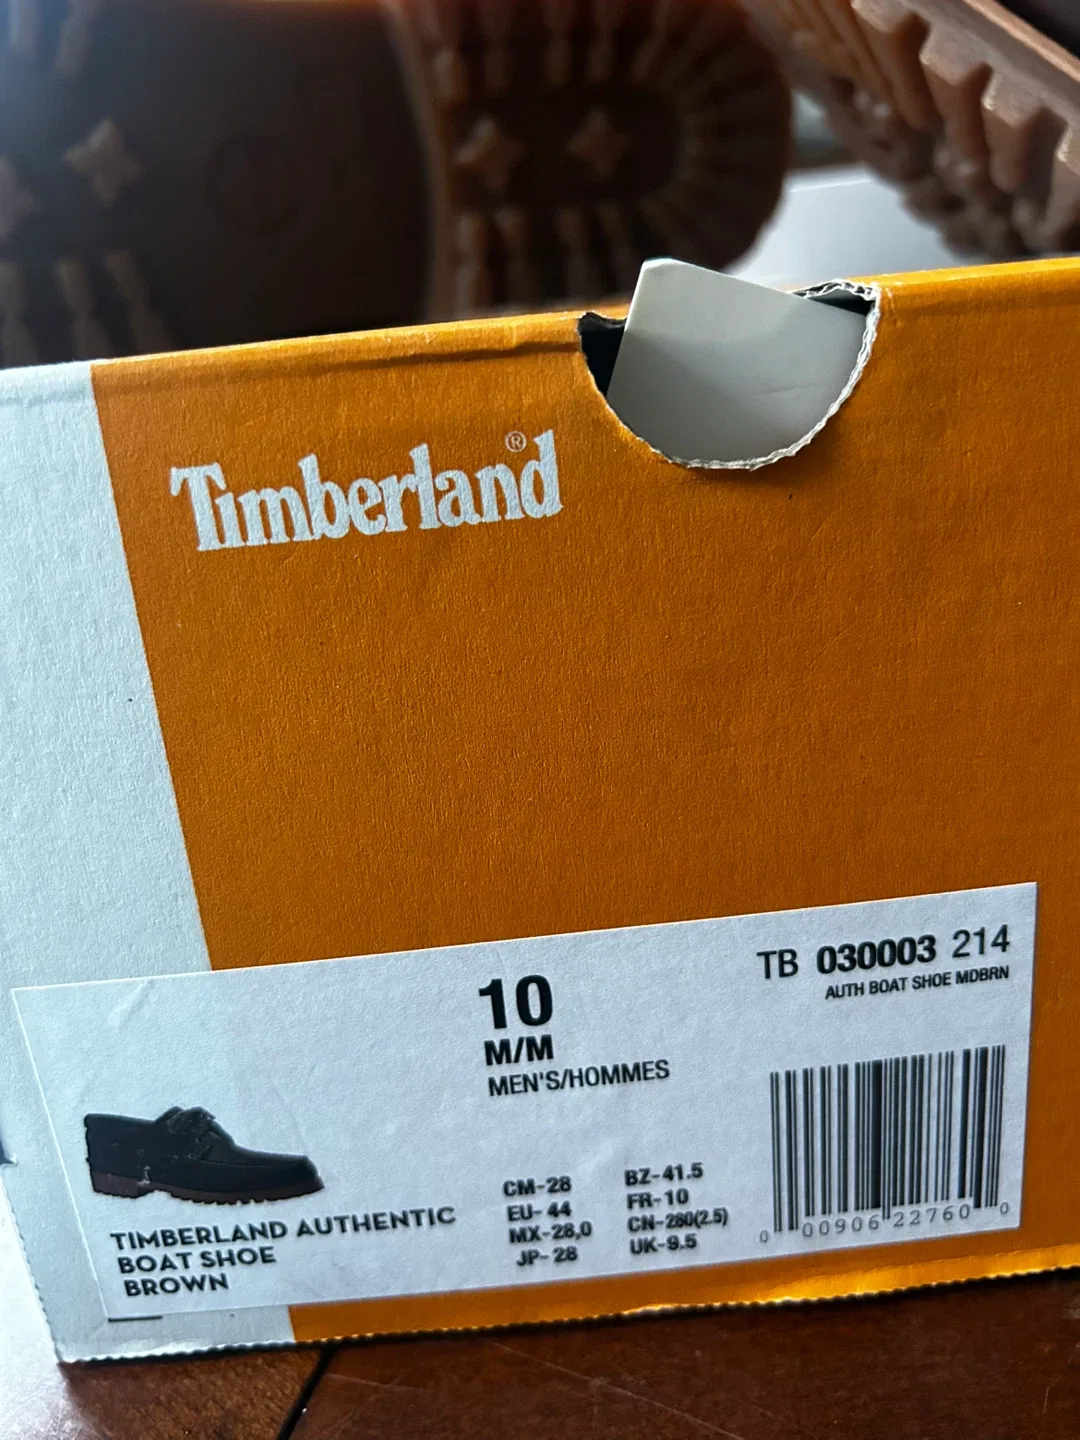 Timberland®
TB 030003 214
AUTH BOAT SHOE MDBRN
10
M/M
MEN'S/HOMMES
CM-28
EU-44
MX-28,0
JP-28
BZ-41.5
FR-10
CN-280(2.5)
UK-9.5
TIMBERLAND AUTHENTIC
BOAT SHOE
BROWN
0 00906 22760 0